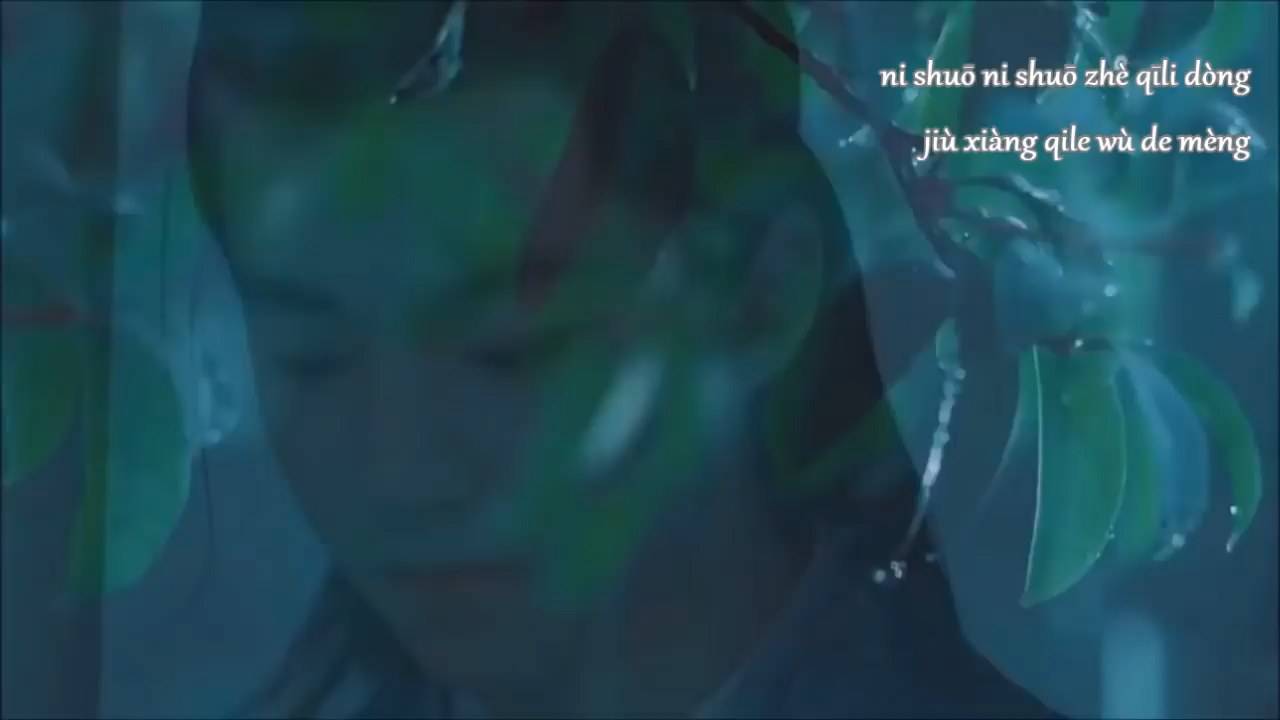 ni shuō ni shuō zhè qīli dòng
jiù xiàng qile wù de mèng